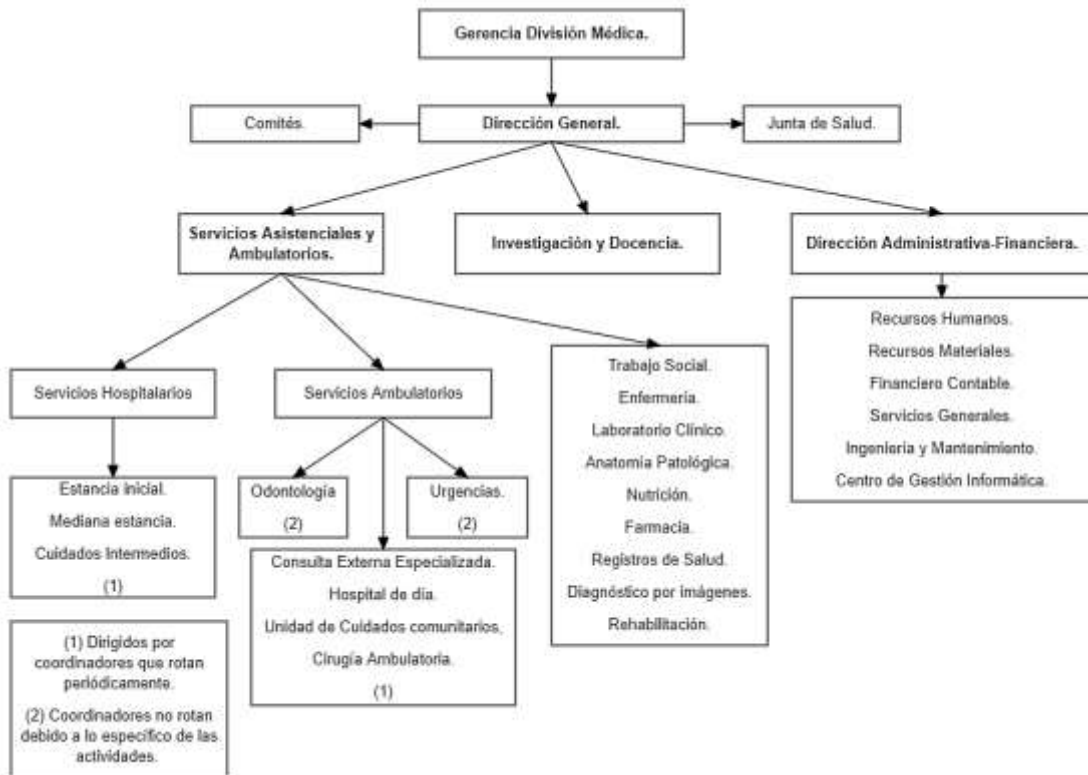 Gerencia División Médica.
Comités.
Dirección General.
Junta de Salud.
Servicios Asistenciales y
Ambulatorios.
Investigación y Docencia.
Dirección Administrativa-Financiera.
Recursos Humanos.
Recursos Materiales.
Financiero Contable.
Servicios Generales.
Ingeniería y Mantenimiento.
Centro de Gestión Informática.
Servicios Hospitalarios
Servicios Ambulatorios
Trabajo Social.
Enfermería.
Laboratorio Clínico.
Anatomía Patológica.
Nutrición.
Farmacia.
Registros de Salud.
Diagnóstico por imágenes.
Rehabilitación.
Estancia inicial.
Mediana estancia.
Cuidados Intermedios.
(1)
Odontología
(2)
Urgencias.
(2)
Consulta Externa Especializada.
Hospital de día.
Unidad de Cuidados comunitarios,
Cirugía Ambulatoria.
(1)
(1) Dirigidos por
coordinadores que rotan
periódicamente.
(2) Coordinadores no rotan
debido a lo específico de las
actividades.